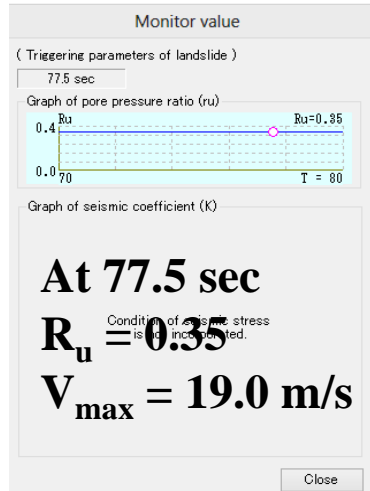 Monitor value
( Triggering parameters of landslide )
77.5 sec
Graph of pore pressure ratio (ru)
Ru
Ru=0.35
0.4
0.0
70
T = 80
Graph of seismic coefficient (K)
At 77.5 sec
Condition of seismic stress
is not incorporated.
Ru = 0.35
Vmax = 19.0 m/s
Close